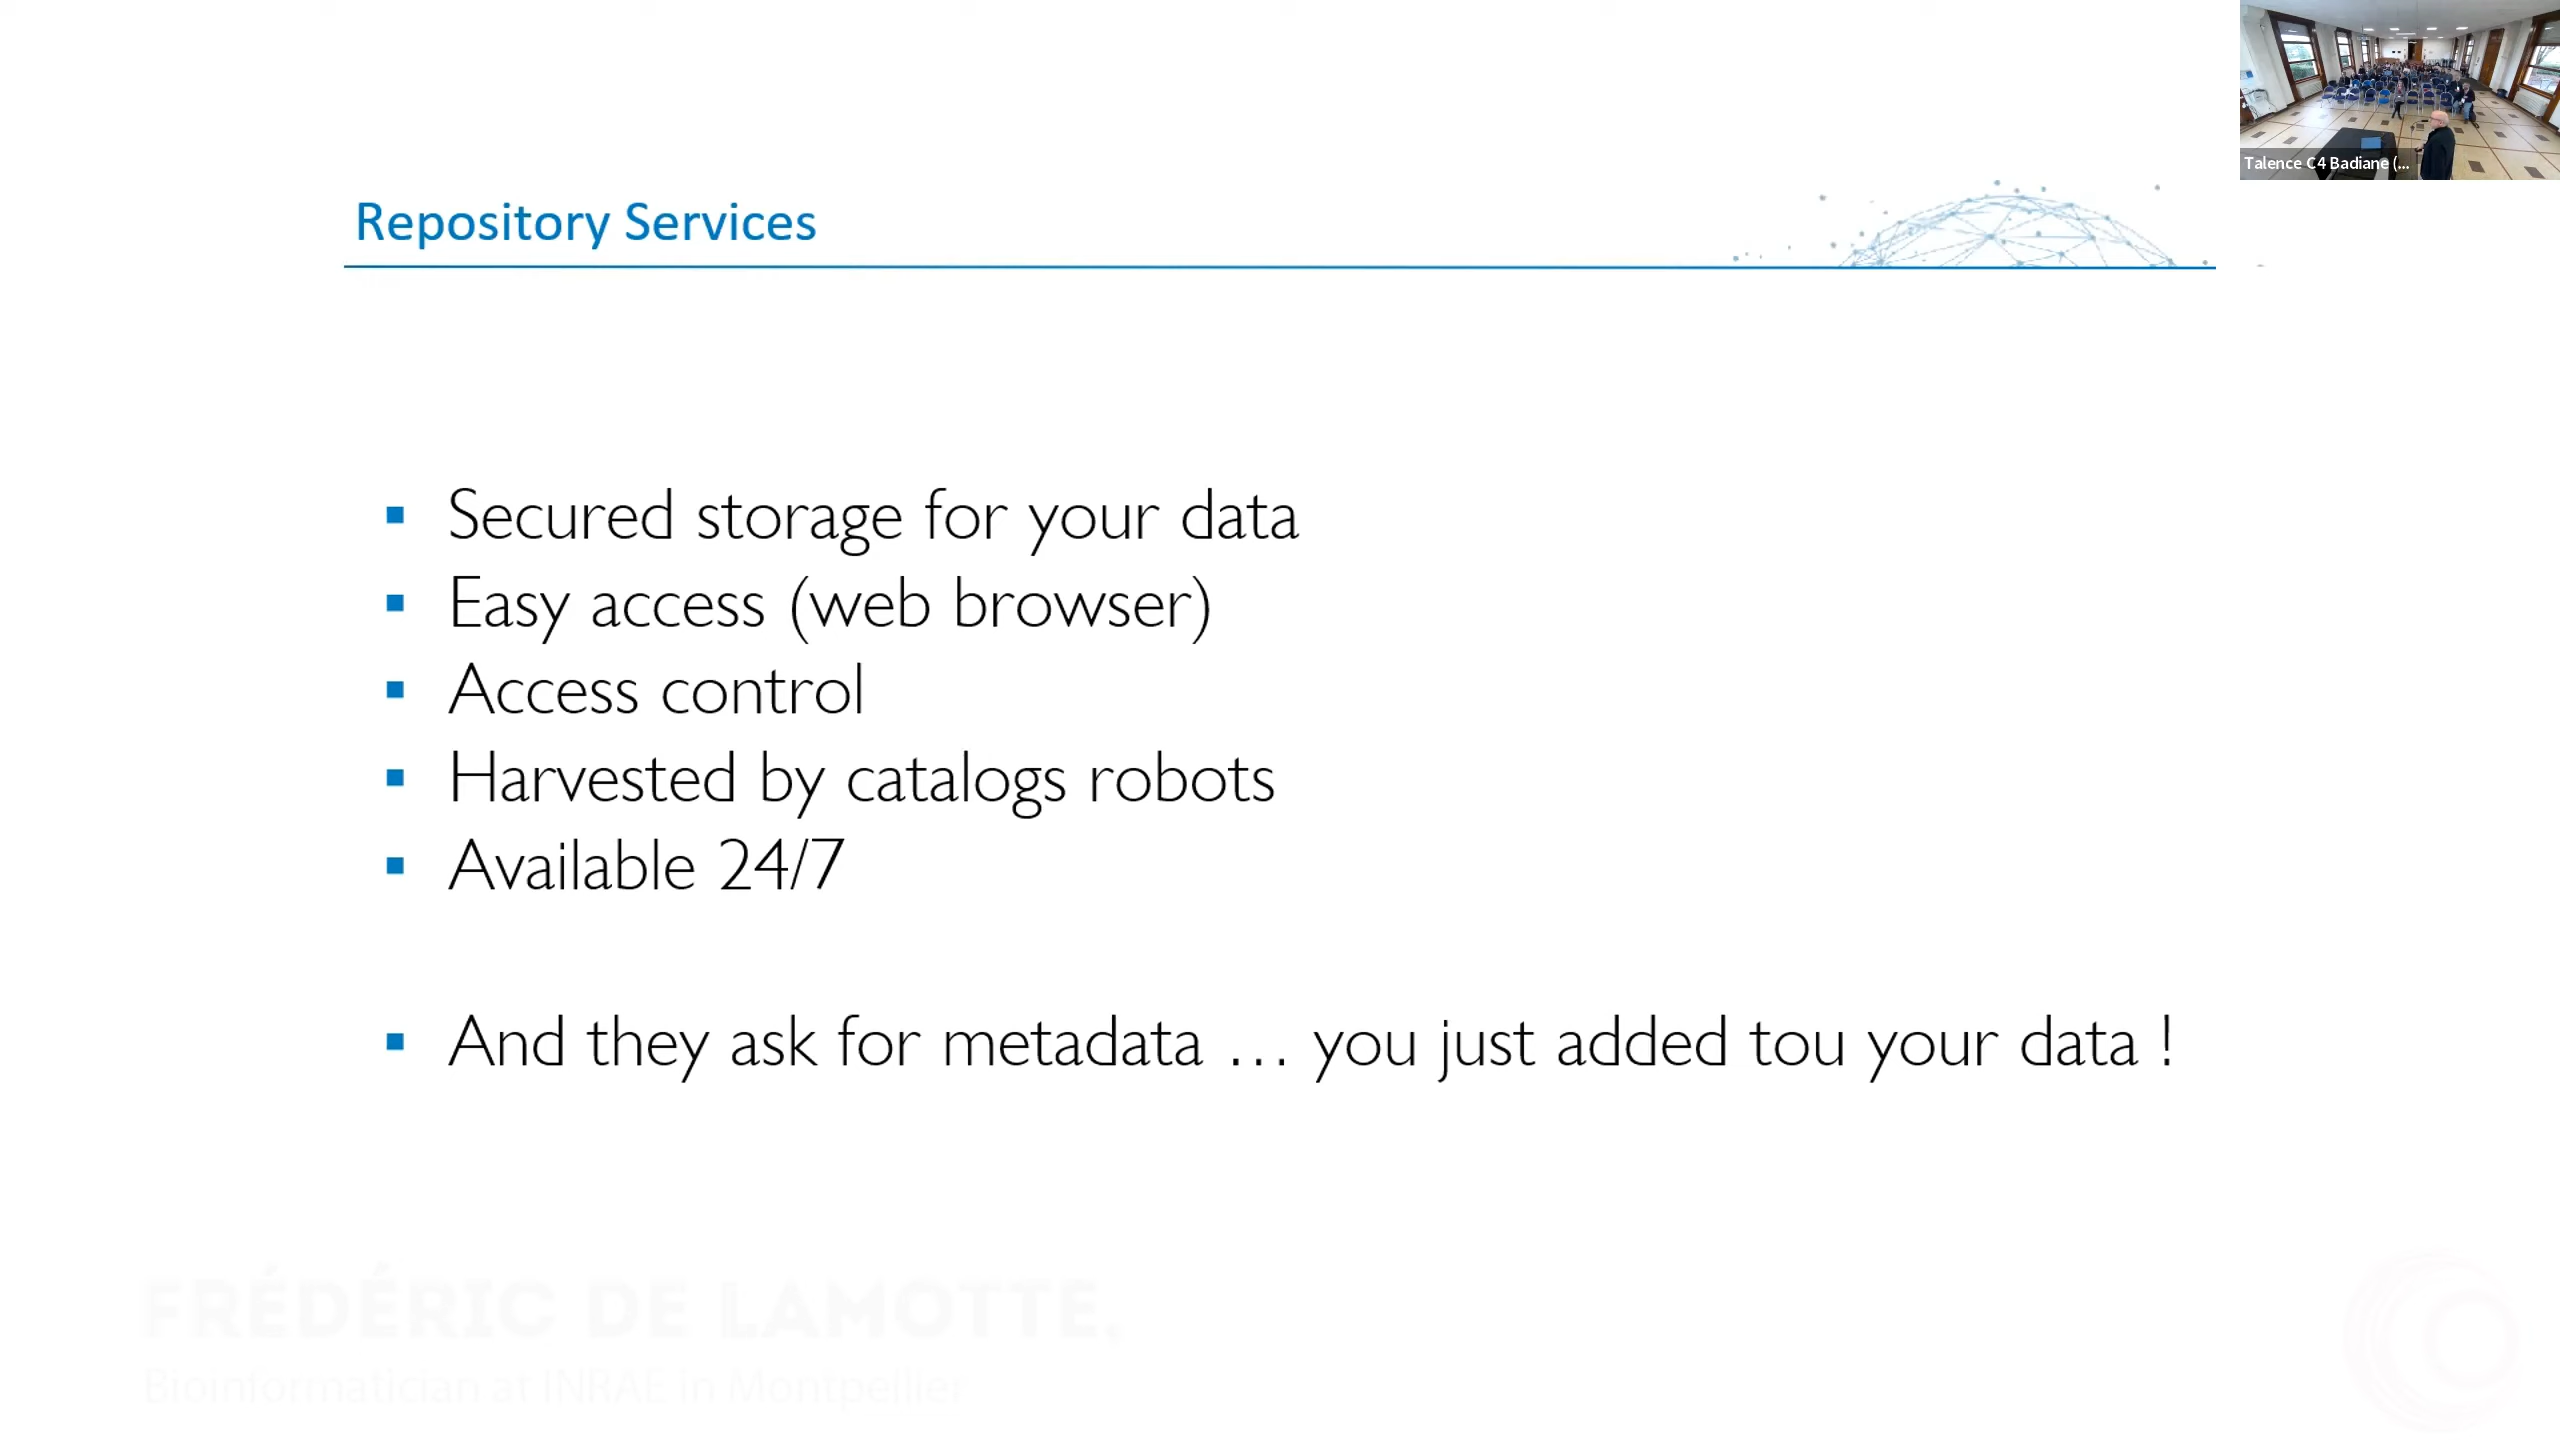 Talence C4 Badiane (...
Repository Services
Secured storage for your data
Easy access (web browser)
Access control
Harvested by catalogs robots
Available 24/7
And they ask for metadata … you just added tou your data !
FRÉDÉRIC DE LAMOTTE,
Bioinformatician at INRAE in Montpellier